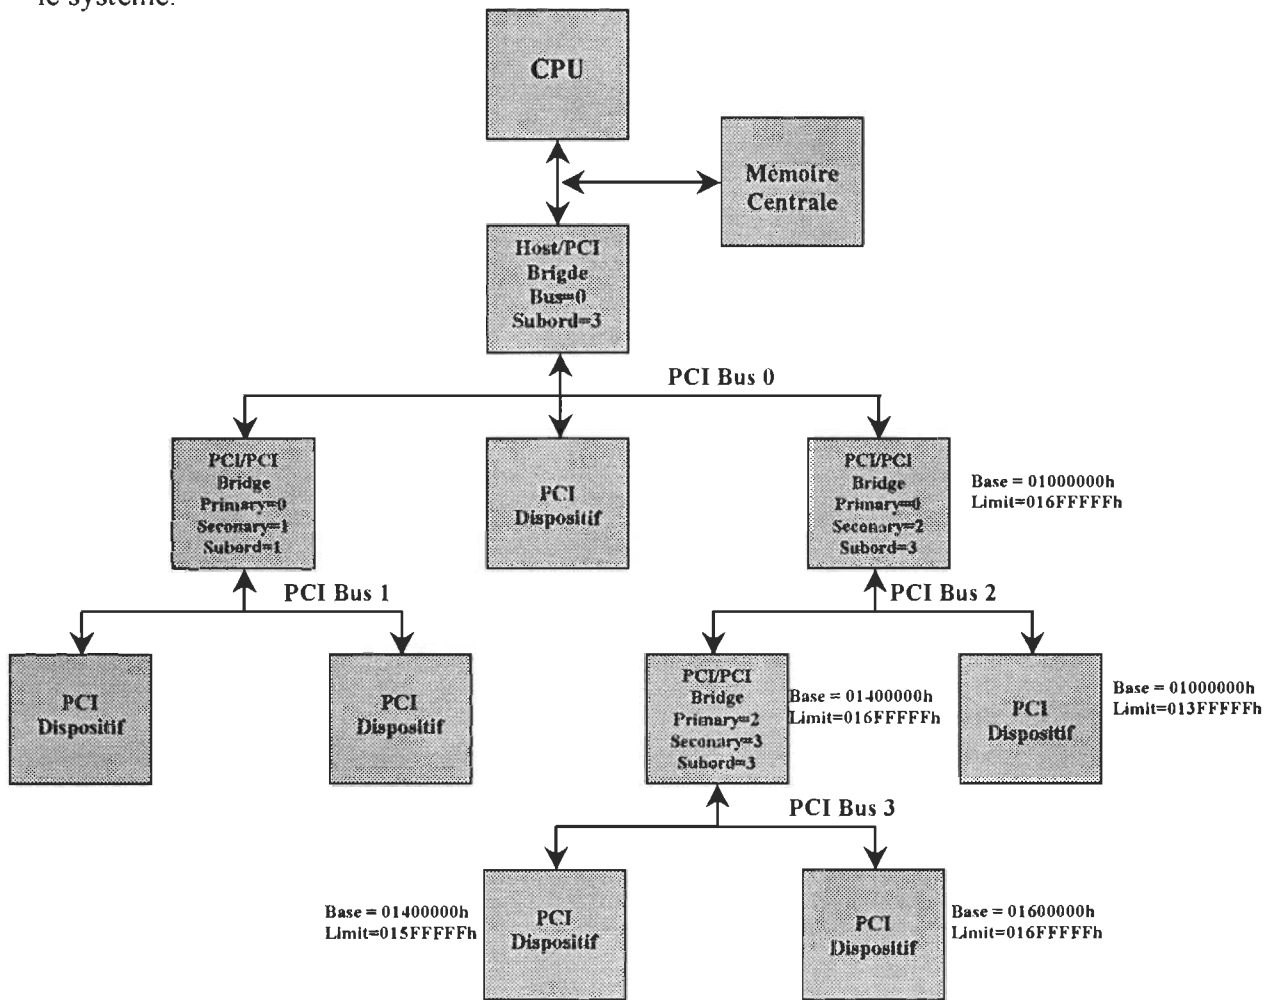 le système.
CPU
Mémoire
Centrale
Host/PCI
Brigde
Bus=0
Subord=3
PCI Bus 0
PCI/PCI
Bridge
Primary=0
Seconary=1
Subord=1
PCI
Dispositif
PCI/PCI
Bridge
Primary=0
Seconary=2
Subord=3
Base = 01000000h
Limit=016FFFFFh
PCI Bus 1
PCI Bus 2
PCI
Dispositif
PCI
Dispositif
PCI/PCI
Bridge
Primary=2
Seconary=3
Subord=3
Base = 01400000h
Limit=016FFFFFh
PCI
Dispositif
Base = 01000000h
Limit=013FFFFFh
PCI Bus 3
Base = 01400000h
Limit=015FFFFFh
PCI
Dispositif
PCI
Dispositif
Base = 01600000h
Limit=016FFFFFh